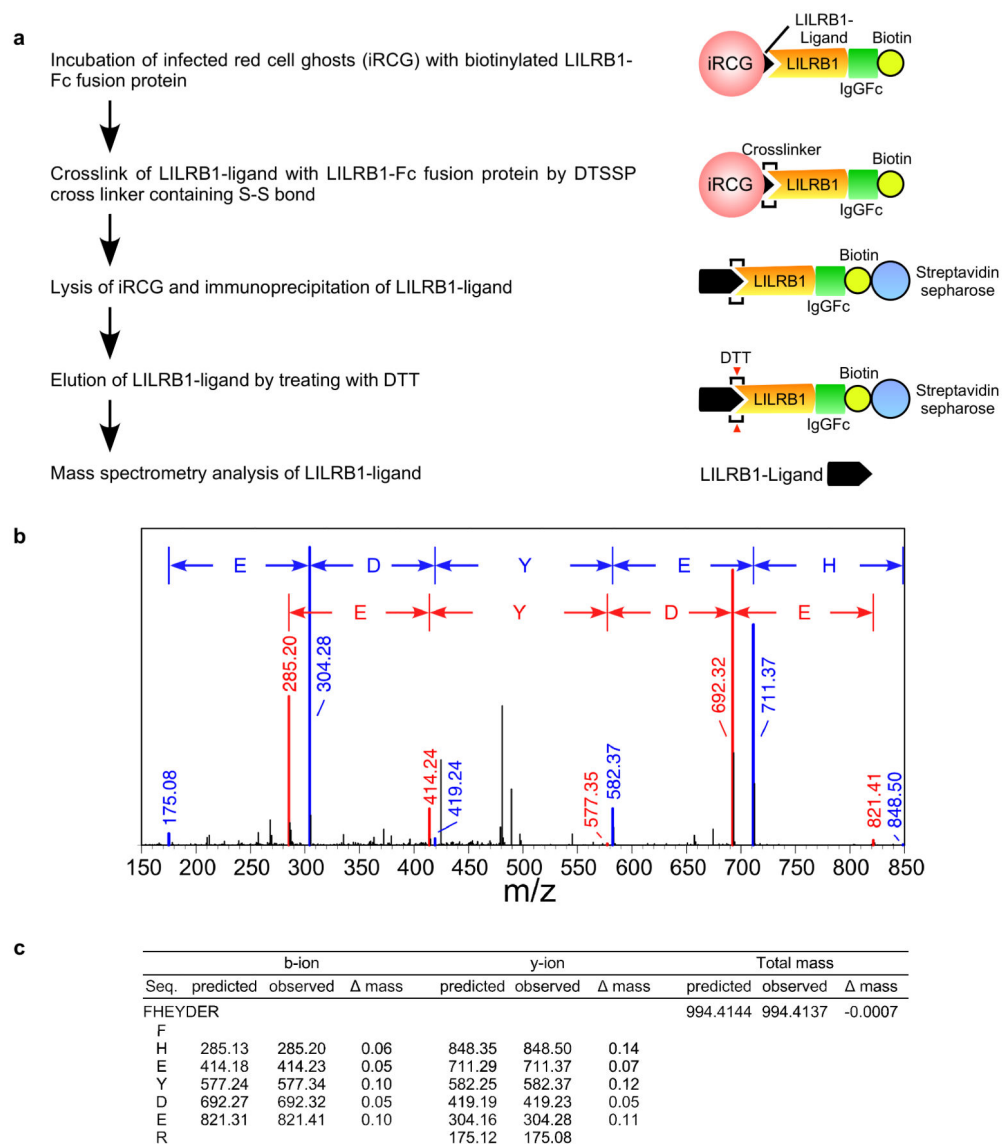 a
Incubation of infected red cell ghosts (iRCG) with biotinylated LILRB1-
Fc fusion protein
LILRB1-
Ligand
Biotin
iRCG
LILRB1
IgGFc
Crosslink of LILRB1-ligand with LILRB1-Fc fusion protein by DTSSP
cross linker containing S-S bond
Crosslinker
Biotin
iRCG
LILRB1
IgGFc
Lysis of iRCG and immunoprecipitation of LILRB1-ligand
Biotin
LILRB1
IgGFc
Streptavidin
sepharose
Elution of LILRB1-ligand by treating with DTT
DTT
Biotin
LILRB1
IgGFc
Streptavidin
sepharose
Mass spectrometry analysis of LILRB1-ligand
LILRB1-Ligand
b
E D Y E H
E Y D E
175.08
285.20
304.28
414.24
419.24
577.35
582.37
692.32
711.37
821.41
848.50
150 200 250 300 350 400 450 500 550 600 650 700 750 800 850
m/z
c
b-ion y-ion Total mass
Seq. predicted observed Δ mass predicted observed Δ mass predicted observed Δ mass
FHEYDER 994.4144 994.4137 -0.0007
F
H 285.13 285.20 0.06 848.35 848.50 0.14
E 414.18 414.23 0.05 711.29 711.37 0.07
Y 577.24 577.34 0.10 582.25 582.37 0.12
D 692.27 692.32 0.05 419.19 419.23 0.05
E 821.31 821.41 0.10 304.16 304.28 0.11
R 175.12 175.08